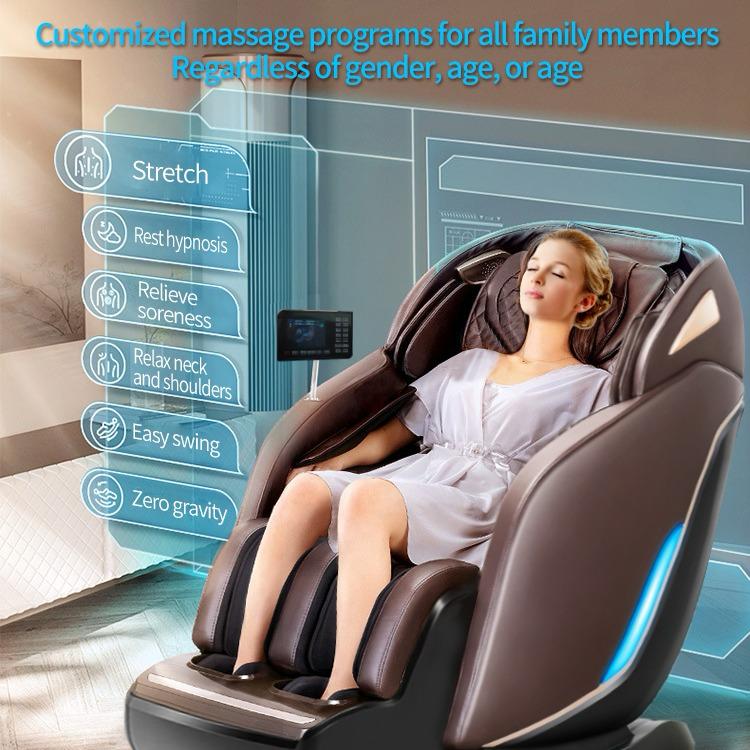 Customized massage programs for all family members
Regardless of gender, age, or age
Stretch
Rest hypnosis
Relieve
soreness
Relax neck
and shoulders
Easy swing
Zero gravity